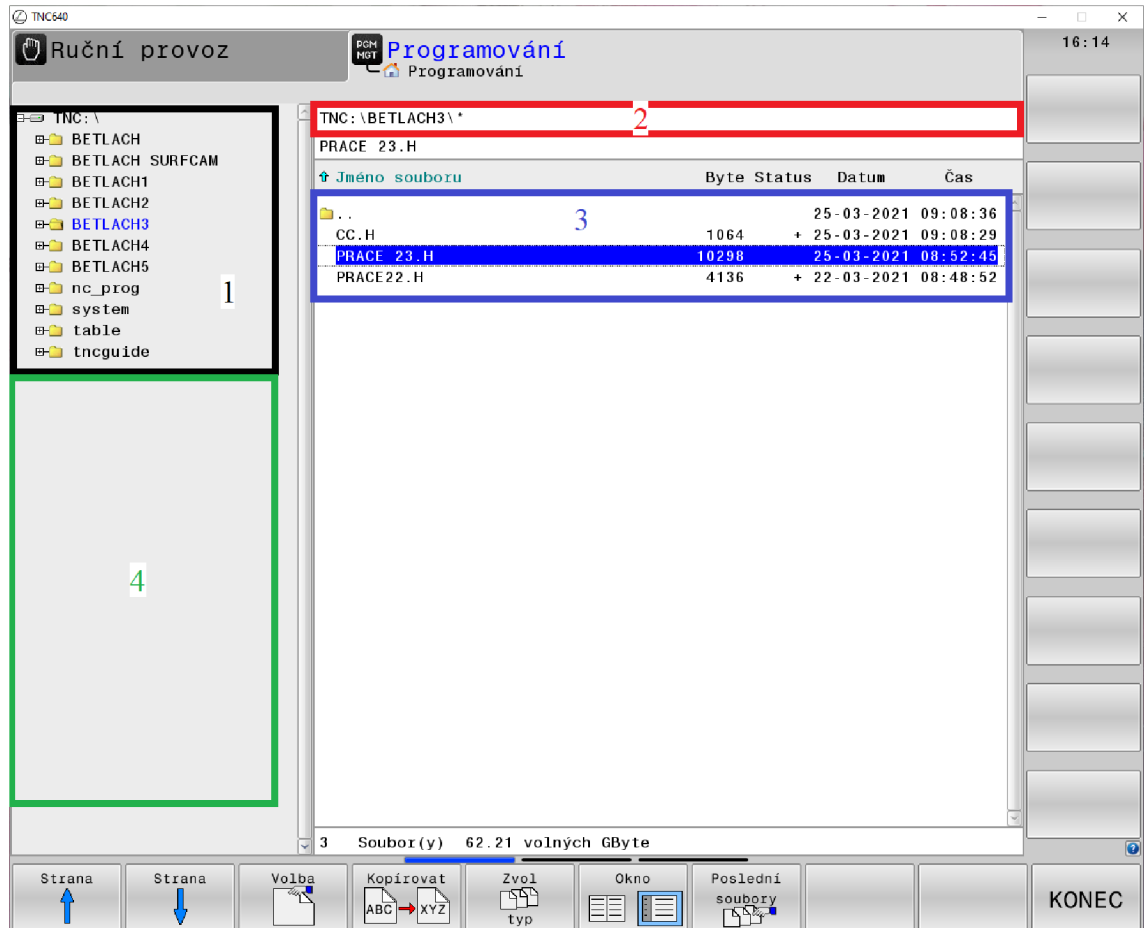 TNC640
Ruční provoz
PGM MGT Programování
Programování
16:14
TNC:\
BETLACH
BETLACH SURFCAM
BETLACH1
BETLACH2
BETLACH3
BETLACH4
BETLACH5
nc_prog
system
table
tncguide
1
4
TNC:\BETLACH3\*
2
PRACE 23.H
Jméno souboru Byte Status Datum Čas
.. 25-03-2021 09:08:36
CC.H 1064 + 25-03-2021 09:08:29
PRACE 23.H 10298 25-03-2021 08:52:45
PRACE22.H 4136 + 22-03-2021 08:48:52
3
3 Soubor(y) 62.21 volných GByte
Strana
Strana
Volba
Kopírovat
ABC XYZ
Zvol
typ
Okno
Poslední
soubory
KONEC